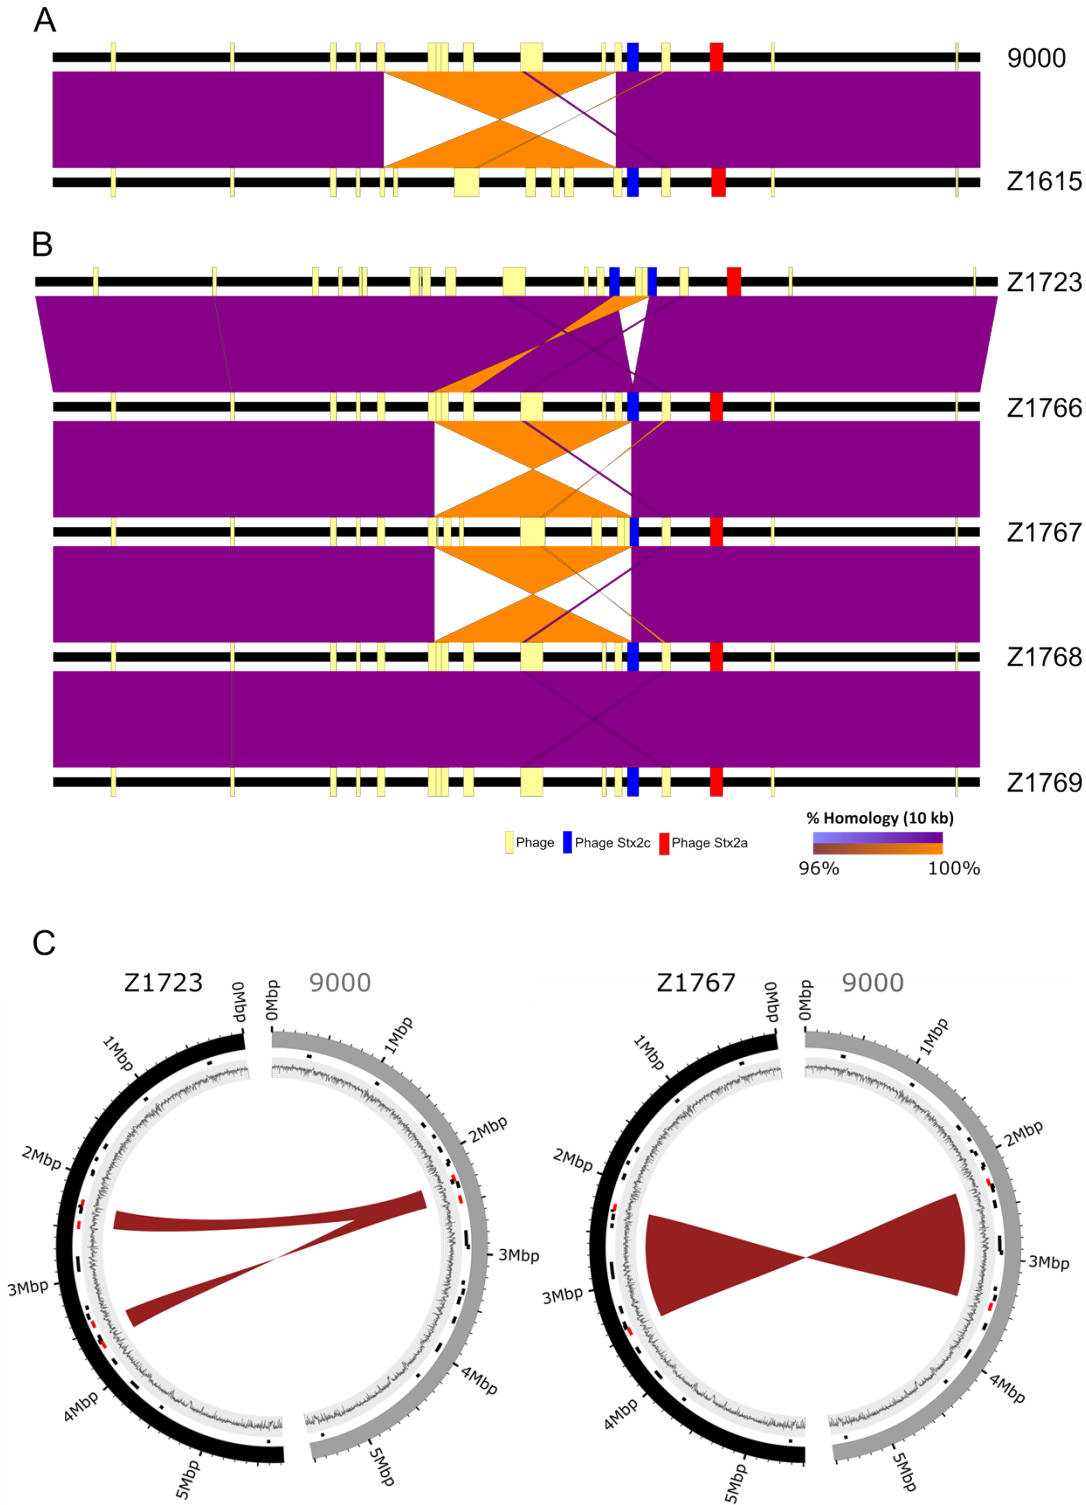 A
9000
Z1615
B
Z1723
Z1766
Z1767
Z1768
Z1769
Phage
Phage Stx2c
Phage Stx2a
% Homology (10 kb)
96%
100%
C
Z1723
9000
0Mbp
1Mbp
2Mbp
3Mbp
4Mbp
5Mbp
0Mbp
1Mbp
2Mbp
3Mbp
4Mbp
5Mbp
Z1767
9000
0Mbp
1Mbp
2Mbp
3Mbp
4Mbp
5Mbp
0Mbp
1Mbp
2Mbp
3Mbp
4Mbp
5Mbp